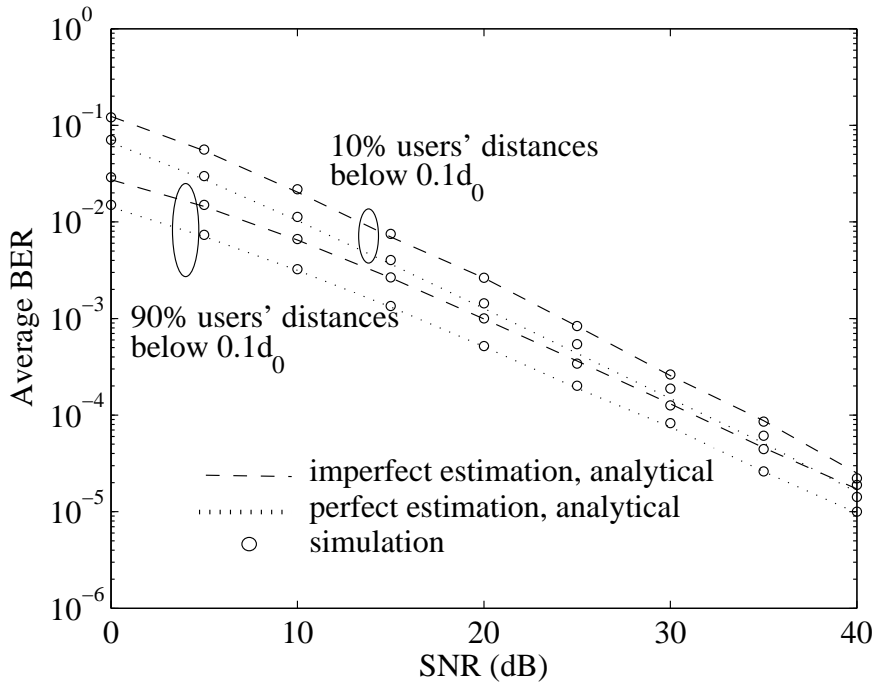 10^0
10^-1
10^-2
10^-3
10^-4
10^-5
10^-6
Average BER
10% users’ distances
below 0.1d_0
90% users’ distances
below 0.1d_0
imperfect estimation, analytical
perfect estimation, analytical
simulation
0 10 20 30 40
SNR (dB)